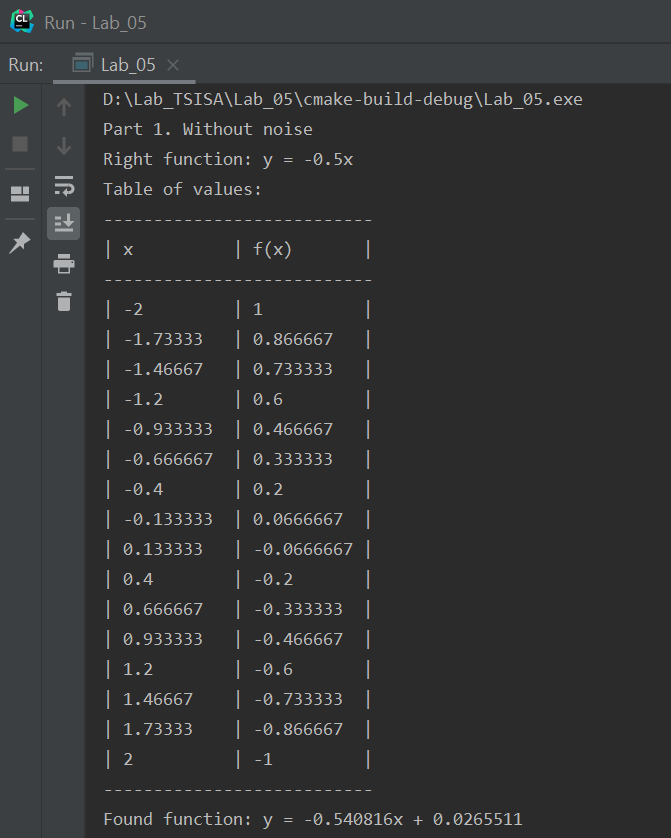 CL
Run - Lab_05
Run: Lab_05
D:\Lab_TSISA\Lab_05\cmake-build-debug\Lab_05.exe
Part 1. Without noise
Right function: y = -0.5x
Table of values:
---------------------------
| x          | f(x)       |
---------------------------
| -2         | 1          |
| -1.73333   | 0.866667   |
| -1.46667   | 0.733333   |
| -1.2       | 0.6        |
| -0.933333  | 0.466667   |
| -0.666667  | 0.333333   |
| -0.4       | 0.2        |
| -0.133333  | 0.0666667  |
| 0.133333   | -0.0666667 |
| 0.4        | -0.2       |
| 0.666667   | -0.333333  |
| 0.933333   | -0.466667  |
| 1.2        | -0.6       |
| 1.46667    | -0.733333  |
| 1.73333    | -0.866667  |
| 2          | -1         |
---------------------------
Found function: y = -0.540816x + 0.0265511